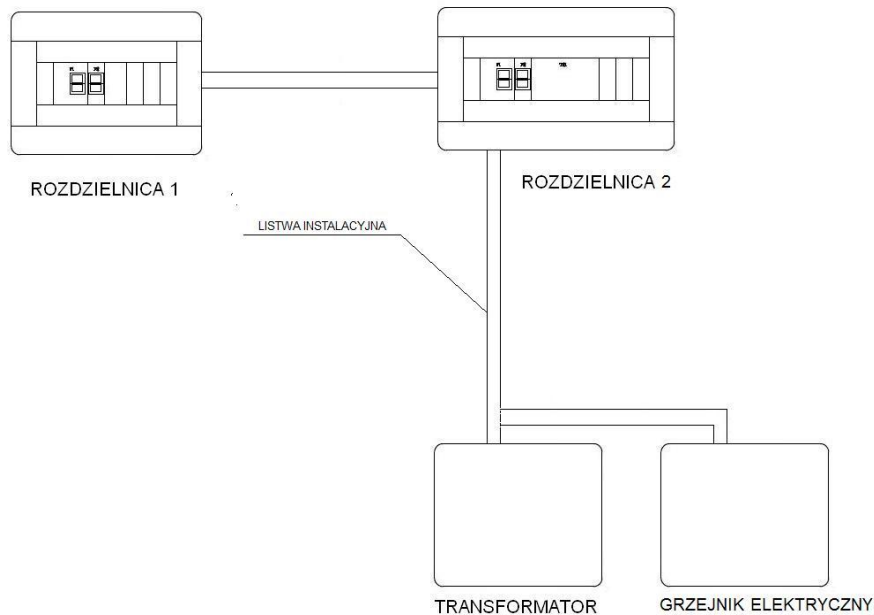 ROZDZIELNICA 1
ROZDZIELNICA 2
LISTWA INSTALACYJNA
TRANSFORMATOR
GRZEJNIK ELEKTRYCZNY